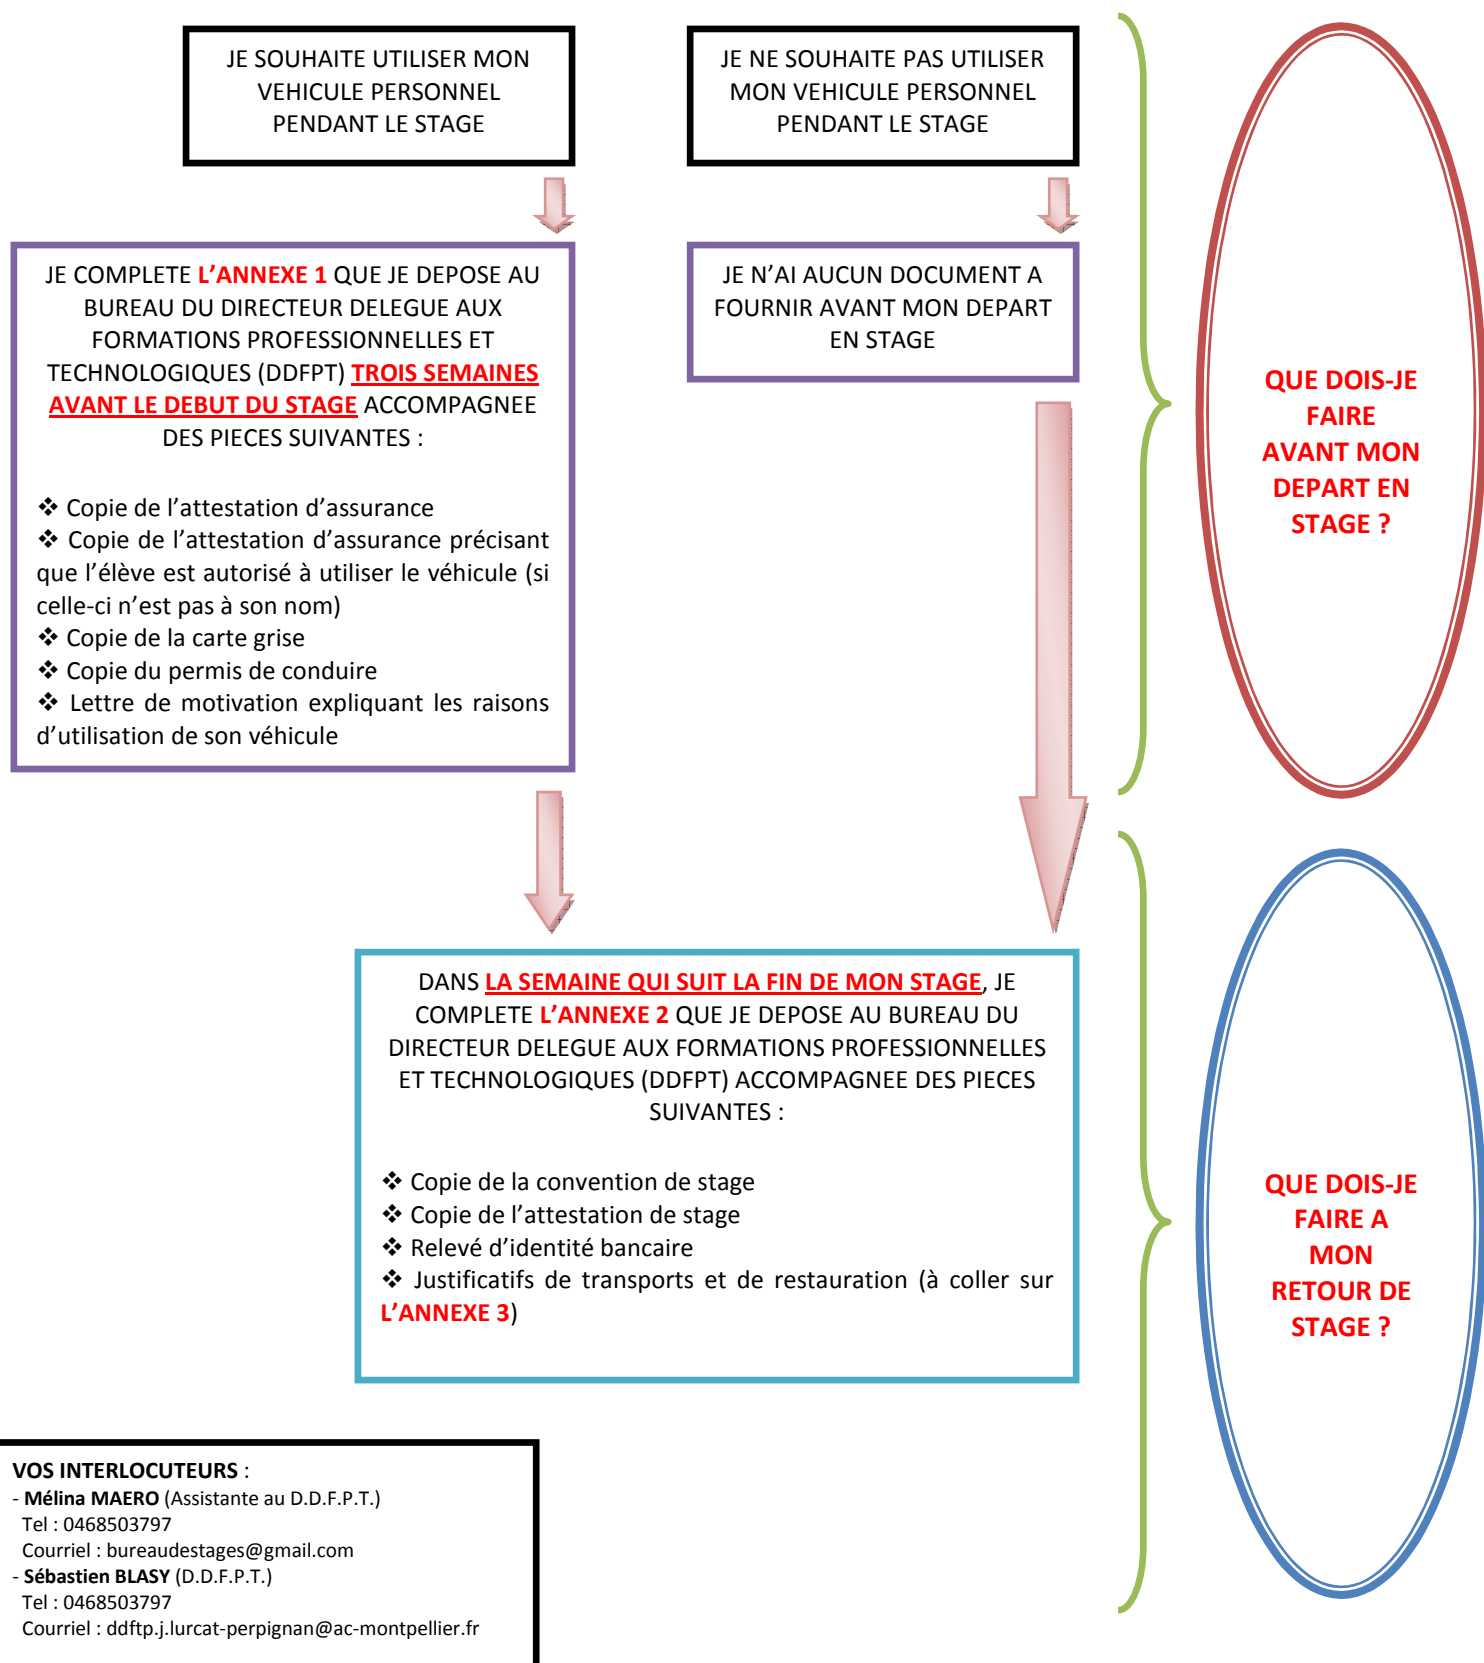 JE SOUHAITE UTILISER MON
VEHICULE PERSONNEL
PENDANT LE STAGE
JE NE SOUHAITE PAS UTILISER
MON VEHICULE PERSONNEL
PENDANT LE STAGE
JE COMPLETE L’ANNEXE 1 QUE JE DEPOSE AU
BUREAU DU DIRECTEUR DELEGUE AUX
FORMATIONS PROFESSIONNELLES ET
TECHNOLOGIQUES (DDFPT) TROIS SEMAINES
AVANT LE DEBUT DU STAGE ACCOMPAGNEE
DES PIECES SUIVANTES :
❖ Copie de l’attestation d’assurance
❖ Copie de l’attestation d’assurance précisant
que l’élève est autorisé à utiliser le véhicule (si
celle-ci n’est pas à son nom)
❖ Copie de la carte grise
❖ Copie du permis de conduire
❖ Lettre de motivation expliquant les raisons
d’utilisation de son véhicule
JE N’AI AUCUN DOCUMENT A
FOURNIR AVANT MON DEPART
EN STAGE
QUE DOIS-JE
FAIRE
AVANT MON
DEPART EN
STAGE ?
DANS LA SEMAINE QUI SUIT LA FIN DE MON STAGE, JE
COMPLETE L’ANNEXE 2 QUE JE DEPOSE AU BUREAU DU
DIRECTEUR DELEGUE AUX FORMATIONS PROFESSIONNELLES
ET TECHNOLOGIQUES (DDFPT) ACCOMPAGNEE DES PIECES
SUIVANTES :
❖ Copie de la convention de stage
❖ Copie de l’attestation de stage
❖ Relevé d’identité bancaire
❖ Justificatifs de transports et de restauration (à coller sur
L’ANNEXE 3)
QUE DOIS-JE
FAIRE A
MON
RETOUR DE
STAGE ?
VOS INTERLOCUTEURS :
- Mélina MAERO (Assistante au D.D.F.P.T.)
Tel : 0468503797
Courriel : bureaudestages@gmail.com
- Sébastien BLASY (D.D.F.P.T.)
Tel : 0468503797
Courriel : ddftp.j.lurcat-perpignan@ac-montpellier.fr